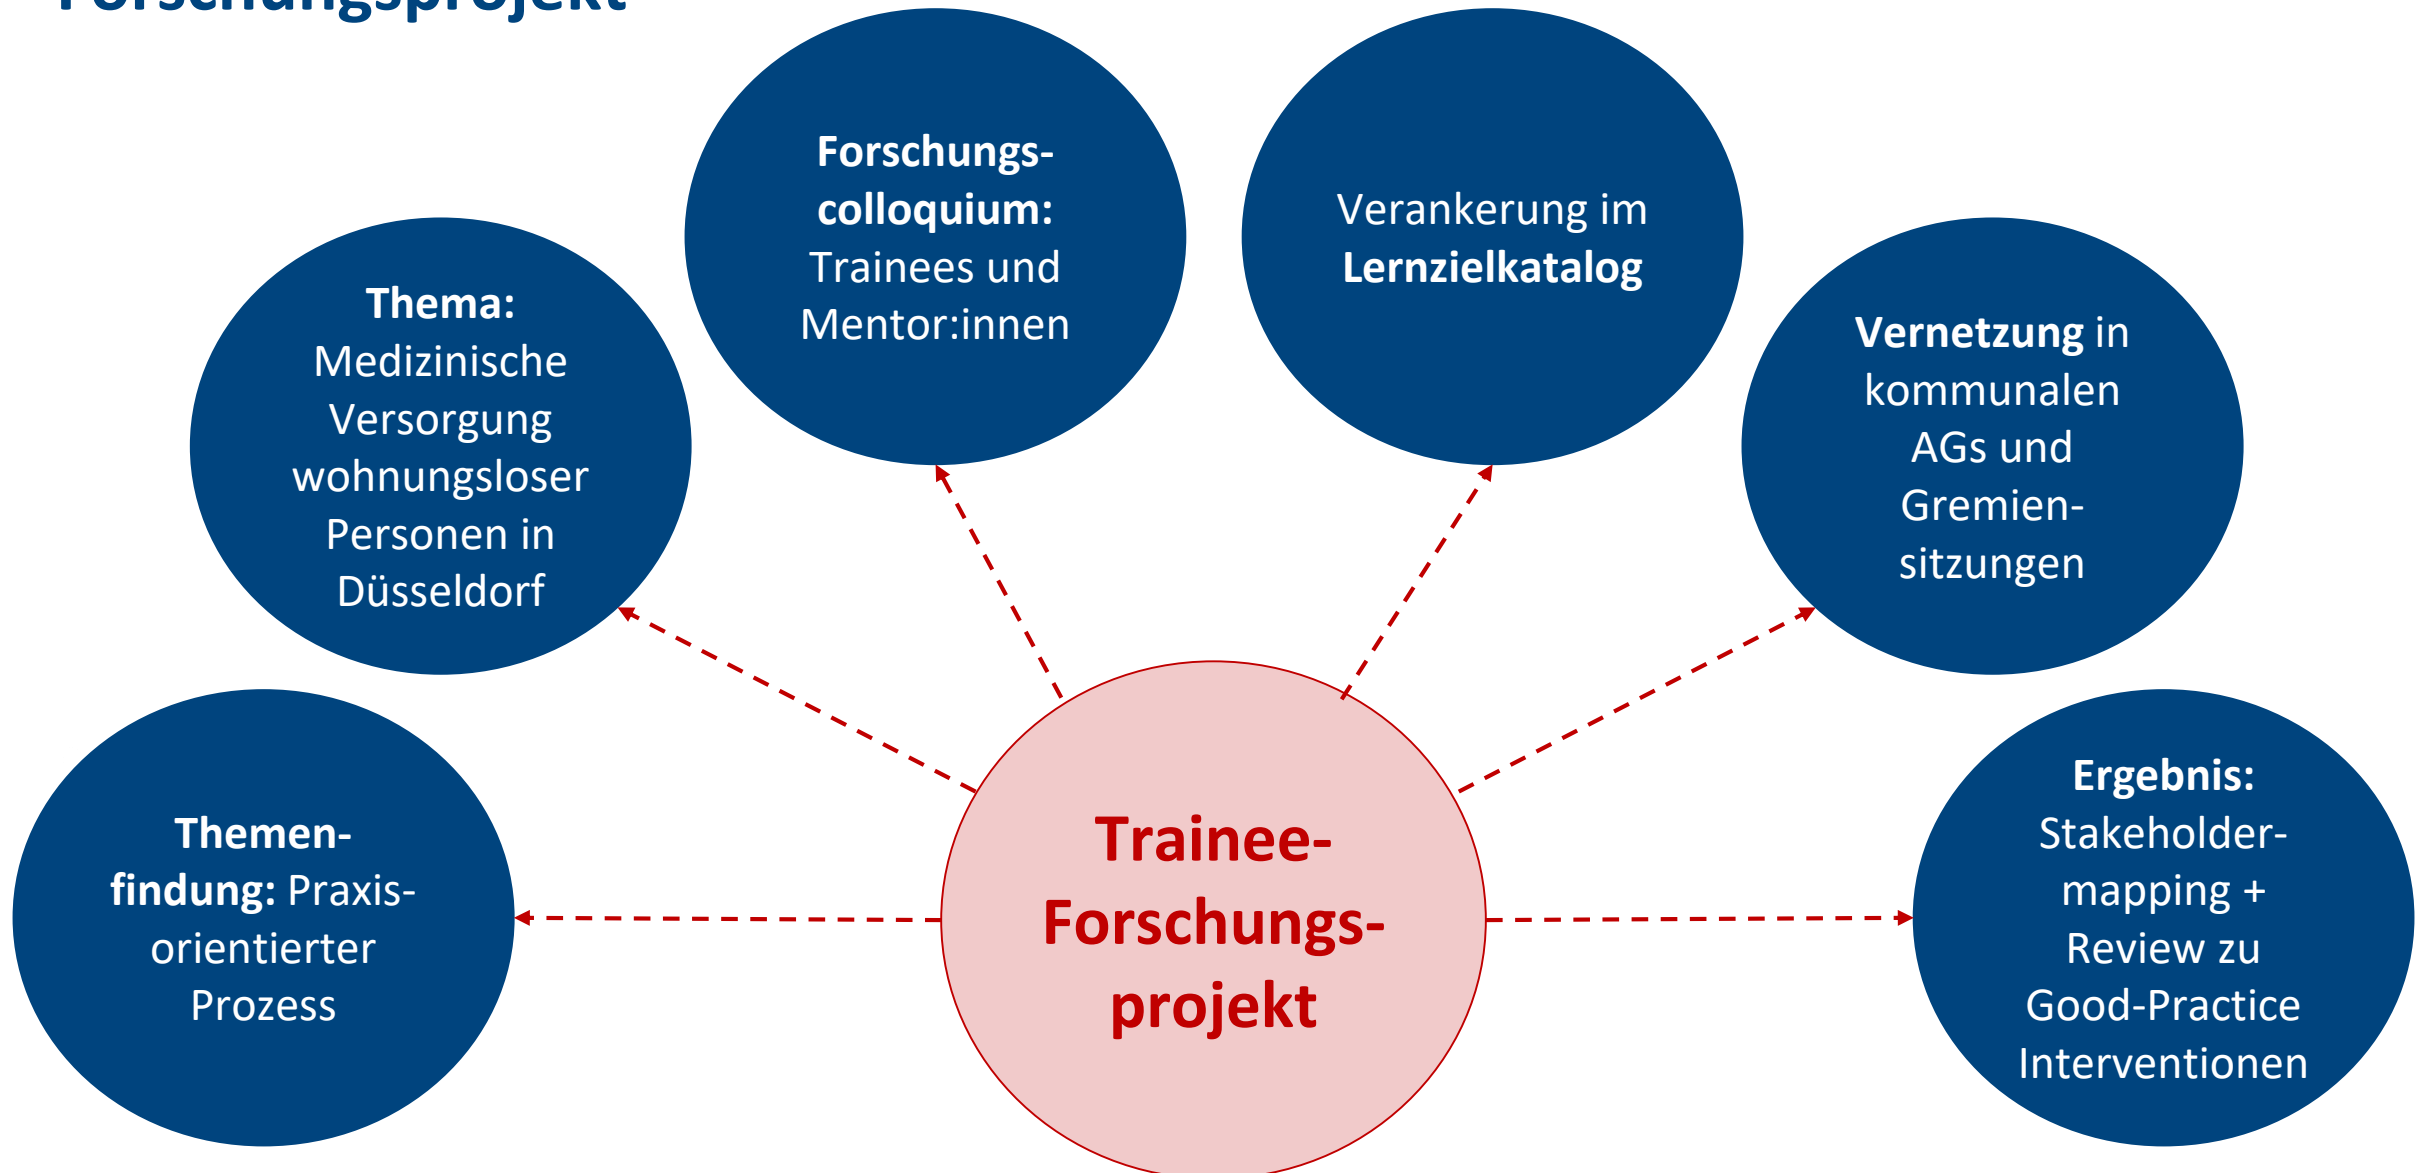 Forschungsprojekt
Forschungs-
colloquium:
Trainees und
Mentor:innen
Verankerung im
Lernzielkatalog
Thema:
Medizinische
Versorgung
wohnungsloser
Personen in
Düsseldorf
Vernetzung in
kommunalen
AGs und
Gremien-
sitzungen
Themen-
findung: Praxis-
orientierter
Prozess
Trainee-
Forschungs-
projekt
Ergebnis:
Stakeholder-
mapping +
Review zu
Good-Practice
Interventionen